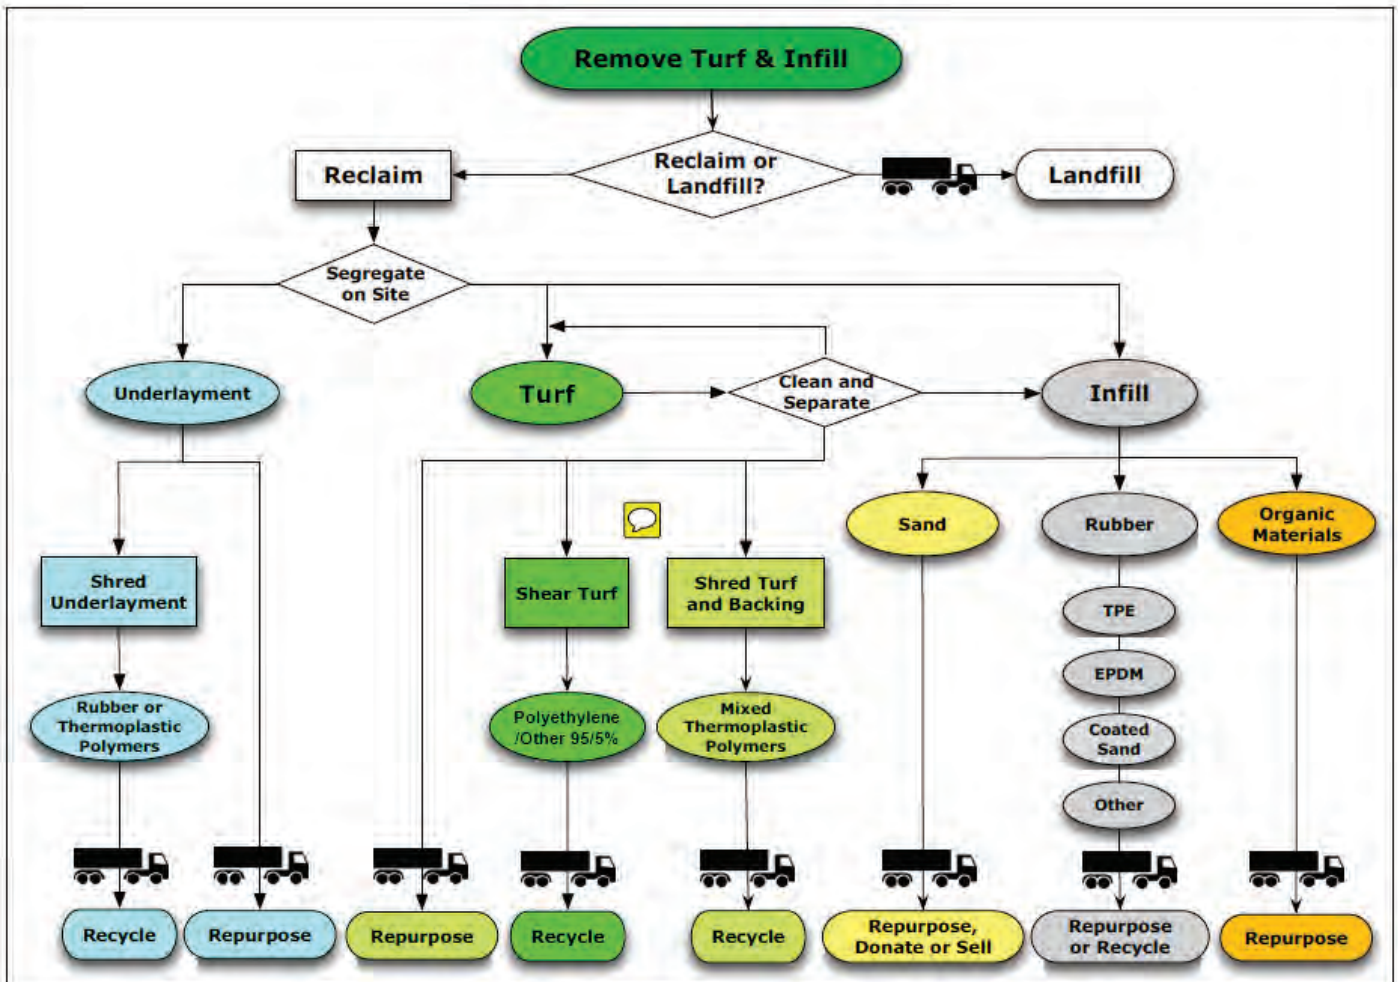 Remove Turf & Infill
Reclaim or
Landfill?
Reclaim
Landfill
Segregate
on Site
Underlayment
Turf
Clean and
Separate
Infill
Sand
Rubber
Organic
Materials
Shred
Underlayment
Shear Turf
Shred Turf
and Backing
TPE
EPDM
Coated
Sand
Other
Rubber or
Thermoplastic
Polymers
Polyethylene
/Other 95/5%
Mixed
Thermoplastic
Polymers
Recycle
Repurpose
Repurpose
Recycle
Recycle
Repurpose,
Donate or Sell
Repurpose
or Recycle
Repurpose